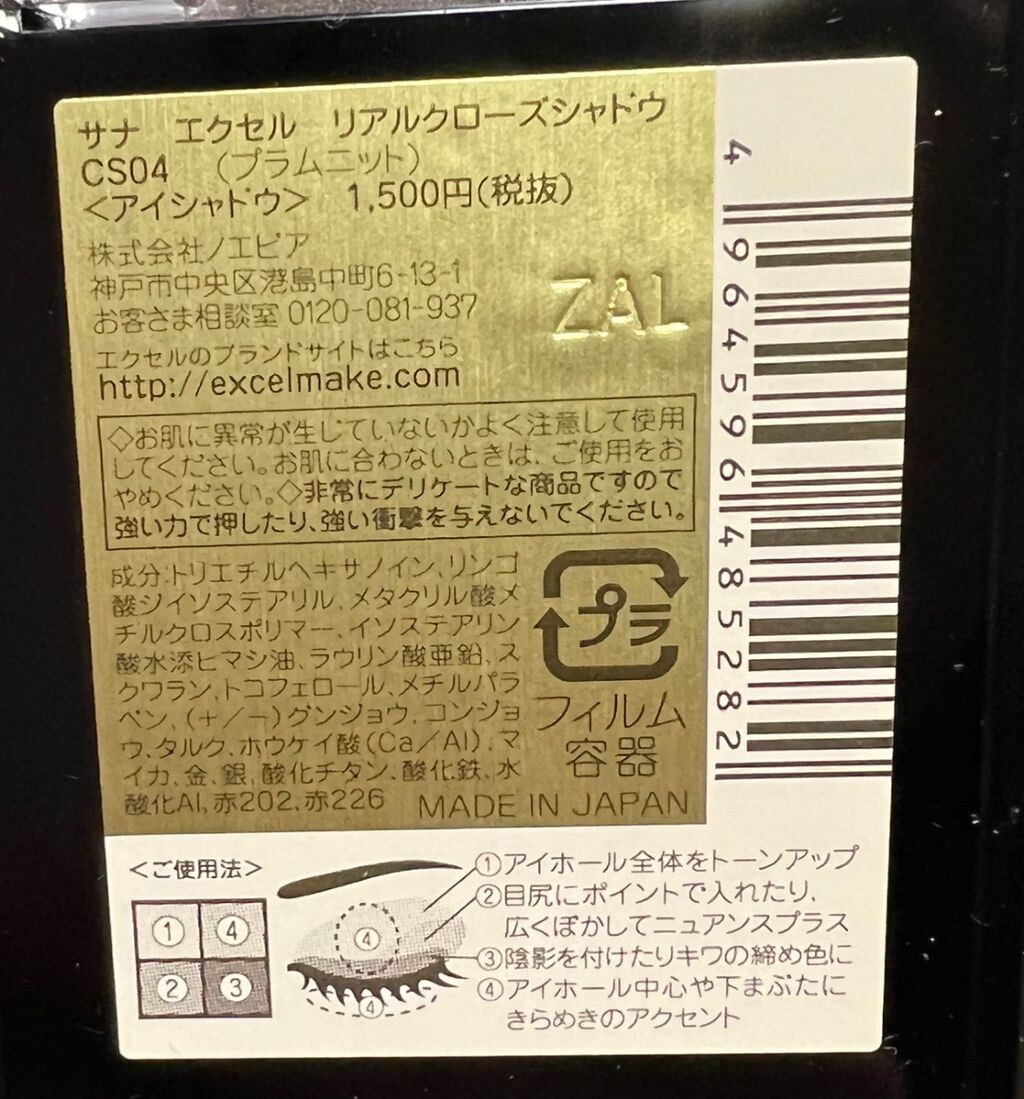 サナ エクセル リアルクローズシャドウ
CS04 （プラムニット）
＜アイシャドウ＞ 1,500円(税抜)
株式会社ノエビア
神戸市中央区港島中町6-13-1
お客さま相談室 0120-081-937
エクセルのブランドサイトはこちら
http://excelmake.com
ZAL
◇お肌に異常が生じていないかよく注意して使用
してください。お肌に合わないときは、ご使用をお
やめください。◇非常にデリケートな商品ですので
強い力で押したり、強い衝撃を与えないでください。
成分:トリエチルヘキサノイン、リンゴ
酸ジイソステアリル、メタクリル酸メ
チルクロスポリマー、イソステアリン
酸水添ヒマシ油、ラウリン酸亜鉛、ス
クワラン、トコフェロール、メチルパラ
ベン、(＋/－)グンジョウ、コンジョ
ウ、タルク、ホウケイ酸(Ca/Al)、マ
イカ、金、銀、酸化チタン、酸化鉄、水
酸化Al、赤202、赤226
プラ
フィルム
容器
MADE IN JAPAN
4 964596 485282
＜ご使用法＞
① ④
② ③
④
④
①アイホール全体をトーンアップ
②目尻にポイントで入れたり、
広くぼかしてニュアンスプラス
③陰影を付けたりキワの締め色に
④アイホール中心や下まぶたに
きらめきのアクセント